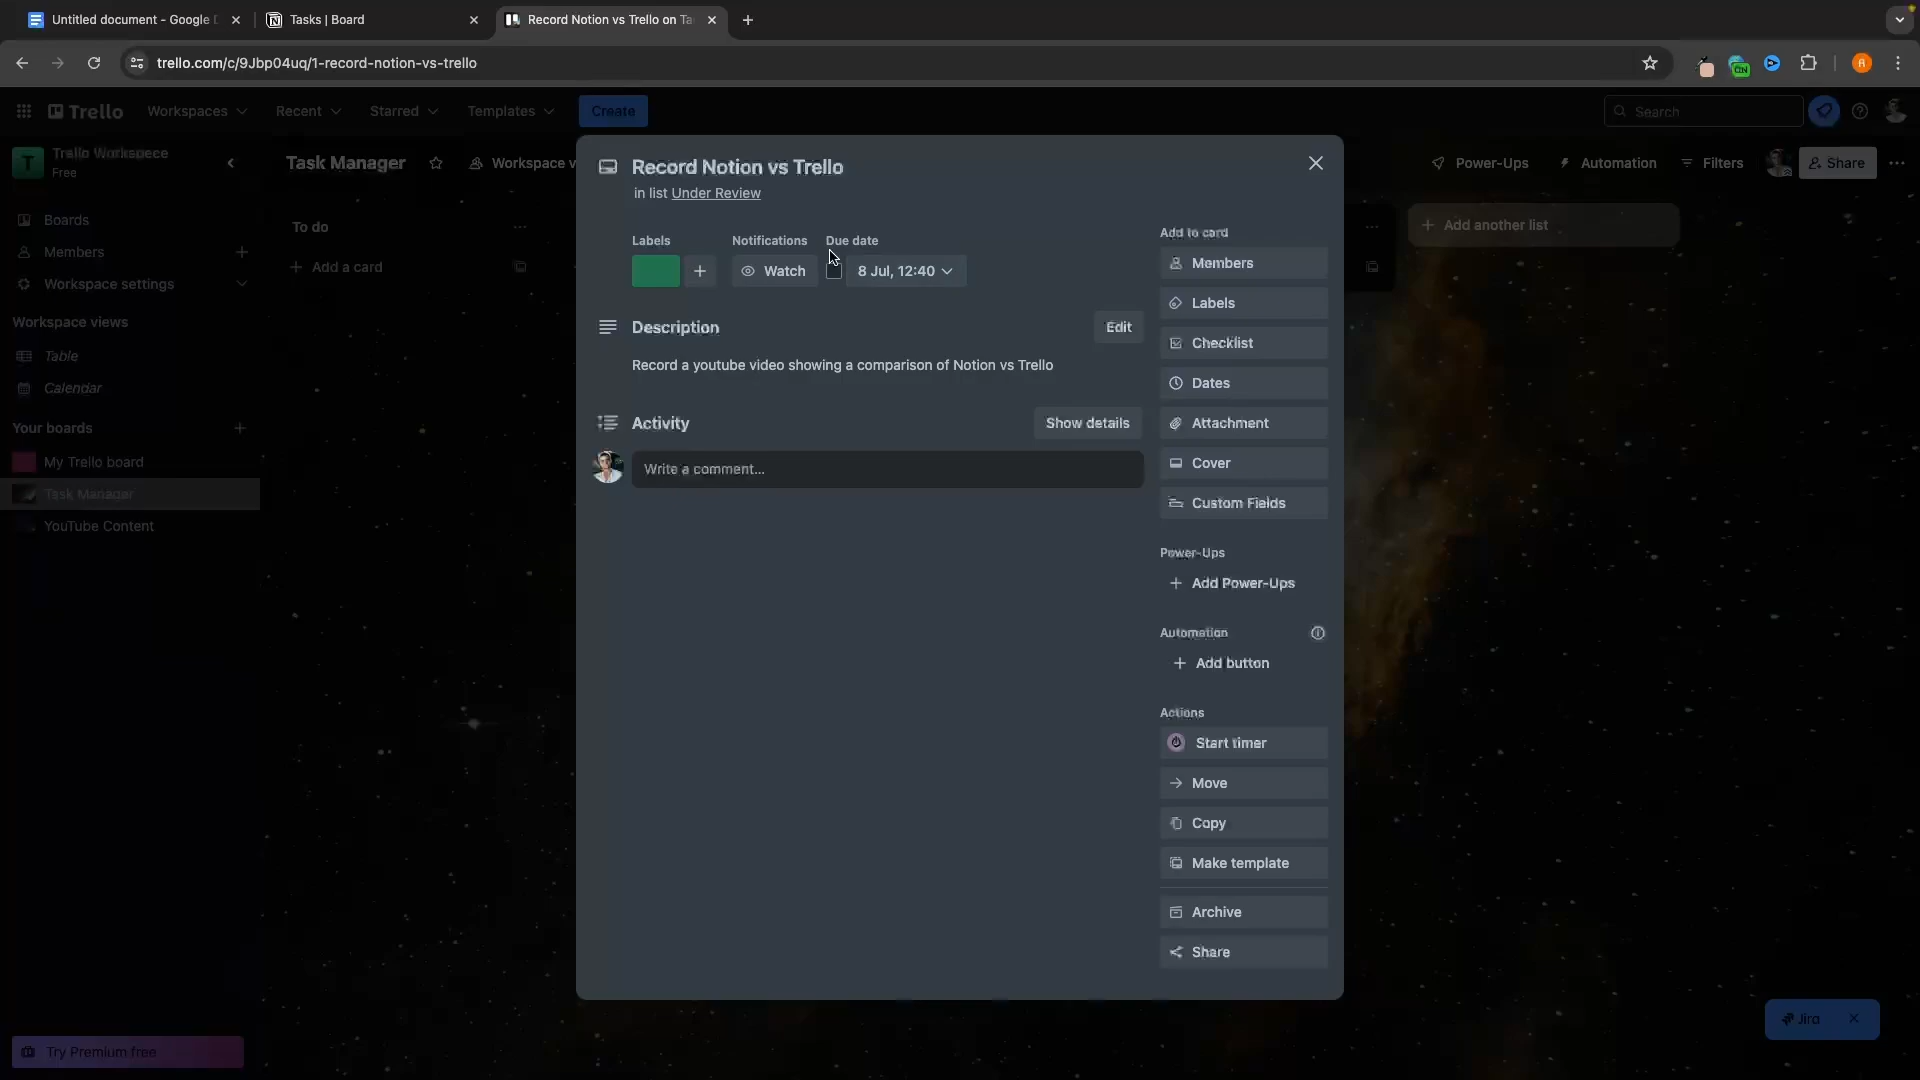 Untitled document - Google D
Tasks | Board
Record Notion vs Trello on Ta
trello.com/c/9Jbp04uq/1-record-notion-vs-trello
Trello
Workspaces
Recent
Starred
Templates
Create
Search
T
Trello Workspace
Free
Task Manager
Workspace v
Power-Ups
Automation
Filters
Share
Boards
Members
Workspace settings
Workspace views
Table
Calendar
Your boards
My Trello board
Task Manager
YouTube Content
Try Premium free
To do
Add a card
Add another list
Record Notion vs Trello
in list Under Review
Labels
Notifications
Due date
Watch
8 Jul, 12:40
Description
Edit
Record a youtube video showing a comparison of Notion vs Trello
Activity
Show details
Write a comment...
Add to card
Members
Labels
Checklist
Dates
Attachment
Cover
Custom Fields
Power-Ups
Add Power-Ups
Automation
Add button
Actions
Start timer
Move
Copy
Make template
Archive
Share
Jira